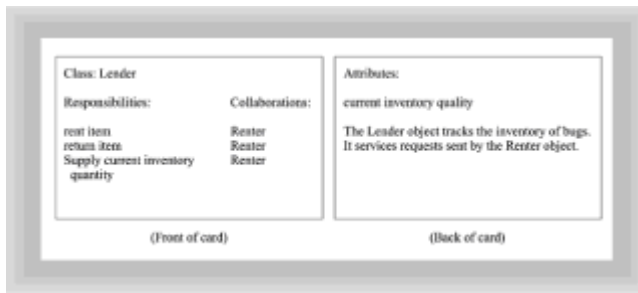 Class: Lender
Responsibilities: Collaborations:
rent item Renter
return item Renter
Supply current inventory Renter
quantity
(Front of card)
Attributes:
current inventory quality
The Lender object tracks the inventory of bugs.
It services requests sent by the Renter object.
(Back of card)